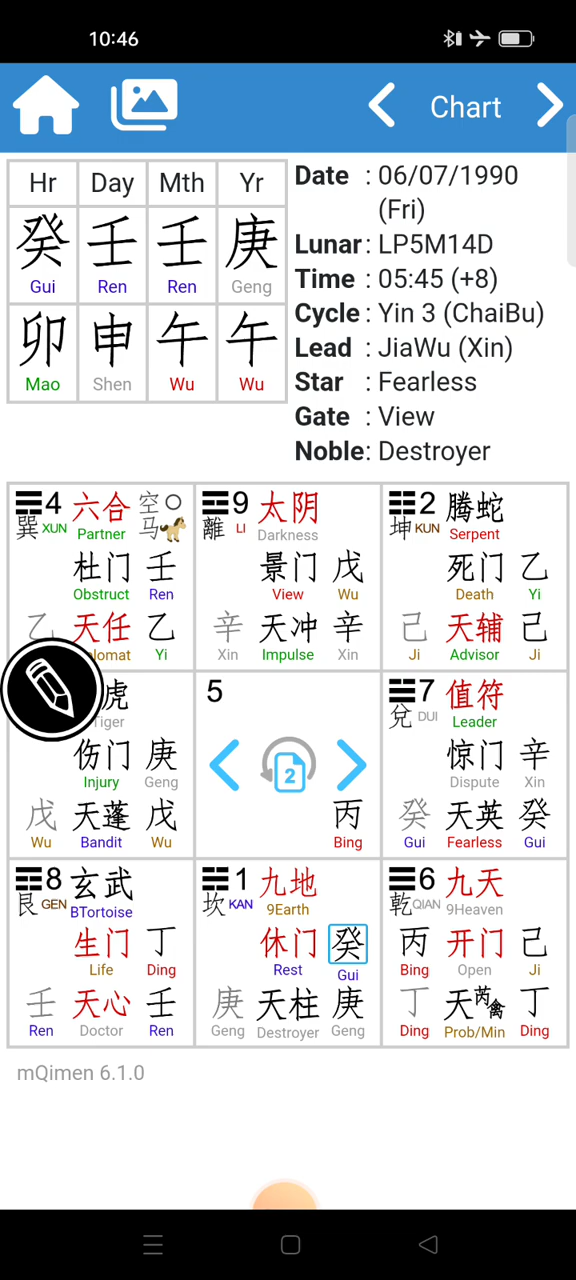 10:46
Chart
Hr Day Mth Yr
癸 壬 壬 庚
Gui Ren Ren Geng
卯 申 午 午
Mao Shen Wu Wu
Date : 06/07/1990
(Fri)
Lunar : LP5M14D
Time : 05:45 (+8)
Cycle : Yin 3 (ChaiBu)
Lead : JiaWu (Xin)
Star : Fearless
Gate : View
Noble : Destroyer
4 六合 空
巽 XUN Partner 马
杜门 壬
Obstruct Ren
乙 天任 乙
lomat Yi
9 太阴
離 LI Darkness
景门 戊
View Wu
辛 天冲 辛
Xin Impulse Xin
2 腾蛇
坤 KUN Serpent
死门 乙
Death Yi
己 天辅 己
Ji Advisor Ji
虎
Tiger
伤门 庚
Injury Geng
戊 天蓬 戊
Wu Bandit Wu
5
2
丙
Bing
7 值符
兌 DUI Leader
惊门 辛
Dispute Xin
癸 天英 癸
Gui Fearless Gui
8 玄武
艮 GEN BTortoise
生门 丁
Life Ding
壬 天心 壬
Ren Doctor Ren
1 九地
坎 KAN 9Earth
休门 癸
Rest Gui
庚 天柱 庚
Geng Destroyer Geng
6 九天
乾 QIAN 9Heaven
丙 开门 己
Bing Open Ji
丁 天芮禽 丁
Ding Prob/Min Ding
mQimen 6.1.0